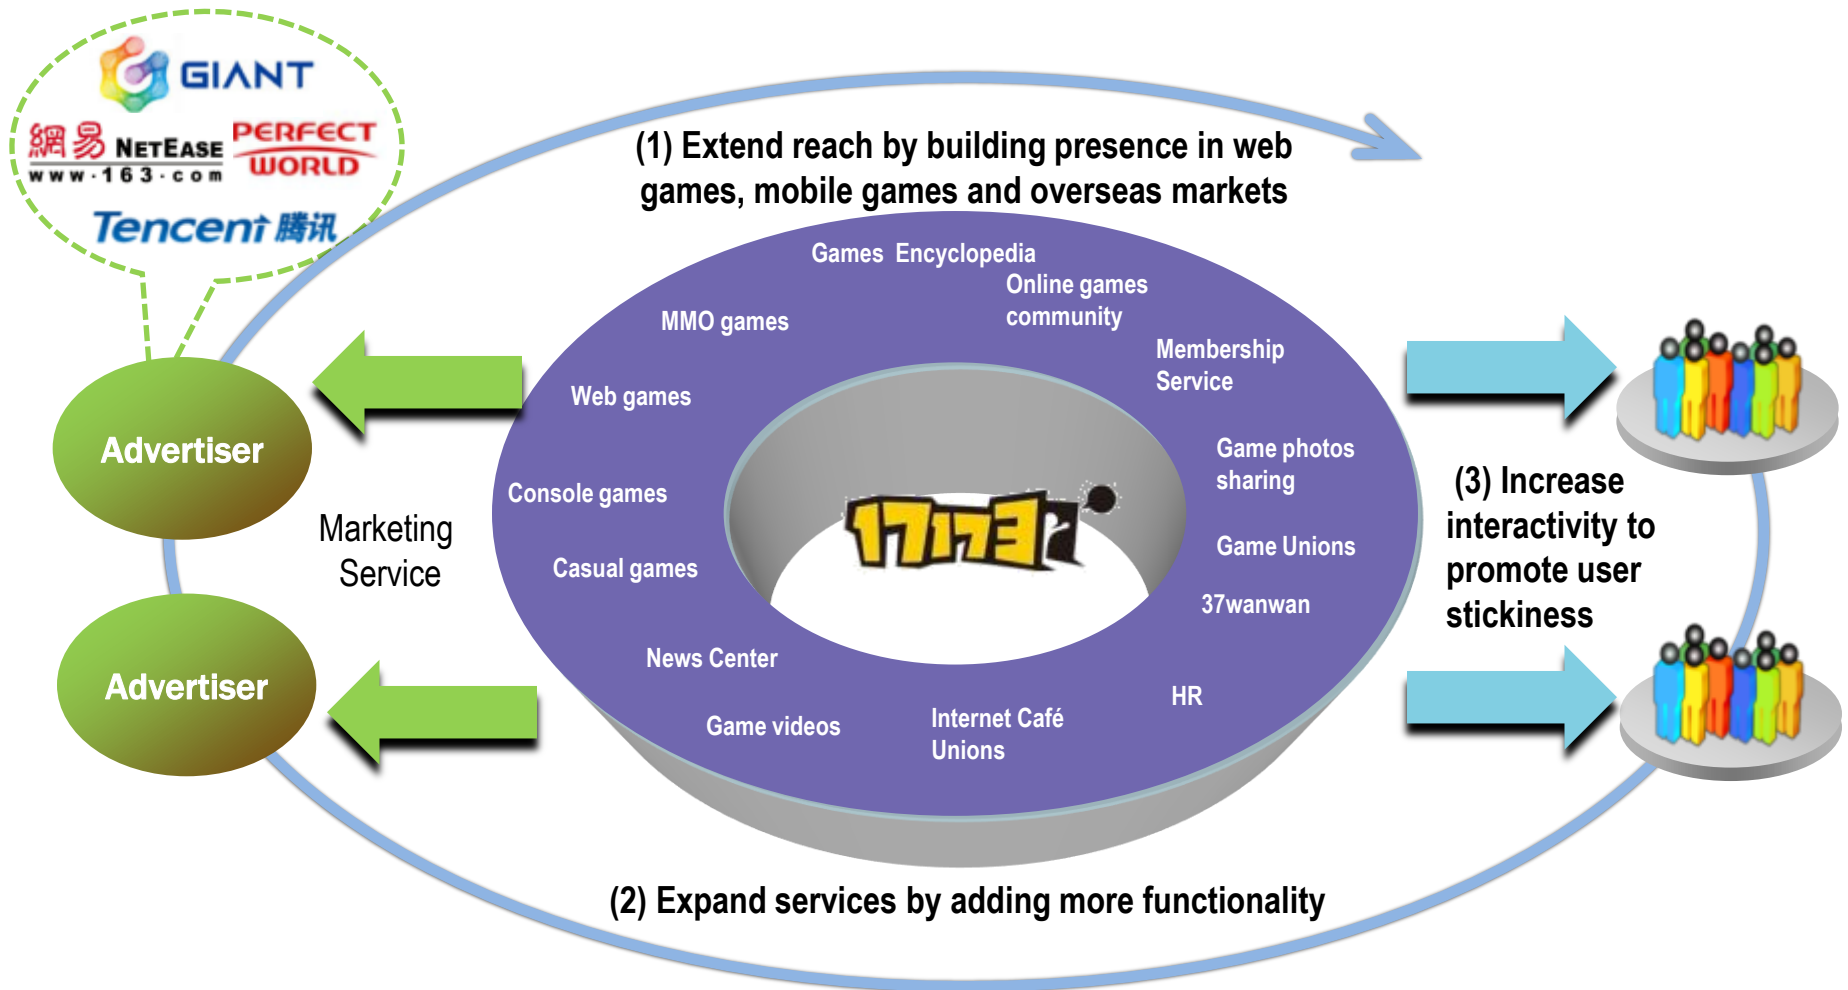 GIANT
網易 NETEASE
www.163.com
PERFECT
WORLD
Tencent 腾讯
(1) Extend reach by building presence in web
games, mobile games and overseas markets
Games Encyclopedia
Online games
community
MMO games
Membership
Service
Web games
Advertiser
Game photos
sharing
Console games
(3) Increase
interactivity to
promote user
stickiness
Marketing
Service
17173
Game Unions
Casual games
37wanwan
News Center
Advertiser
HR
Game videos
Internet Café
Unions
(2) Expand services by adding more functionality